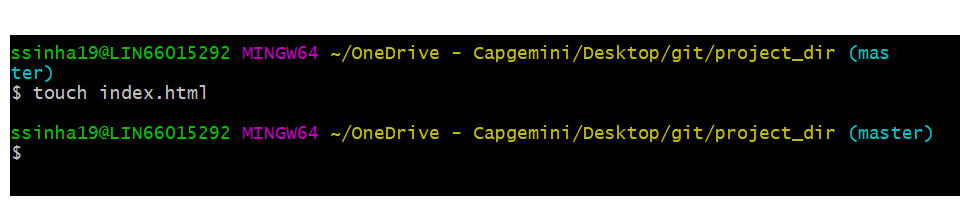 ssinha19@LIN66015292 MINGW64 ~/OneDrive - Capgemini/Desktop/git/project_dir (mas
ter)
$ touch index.html
ssinha19@LIN66015292 MINGW64 ~/OneDrive - Capgemini/Desktop/git/project_dir (master)
$